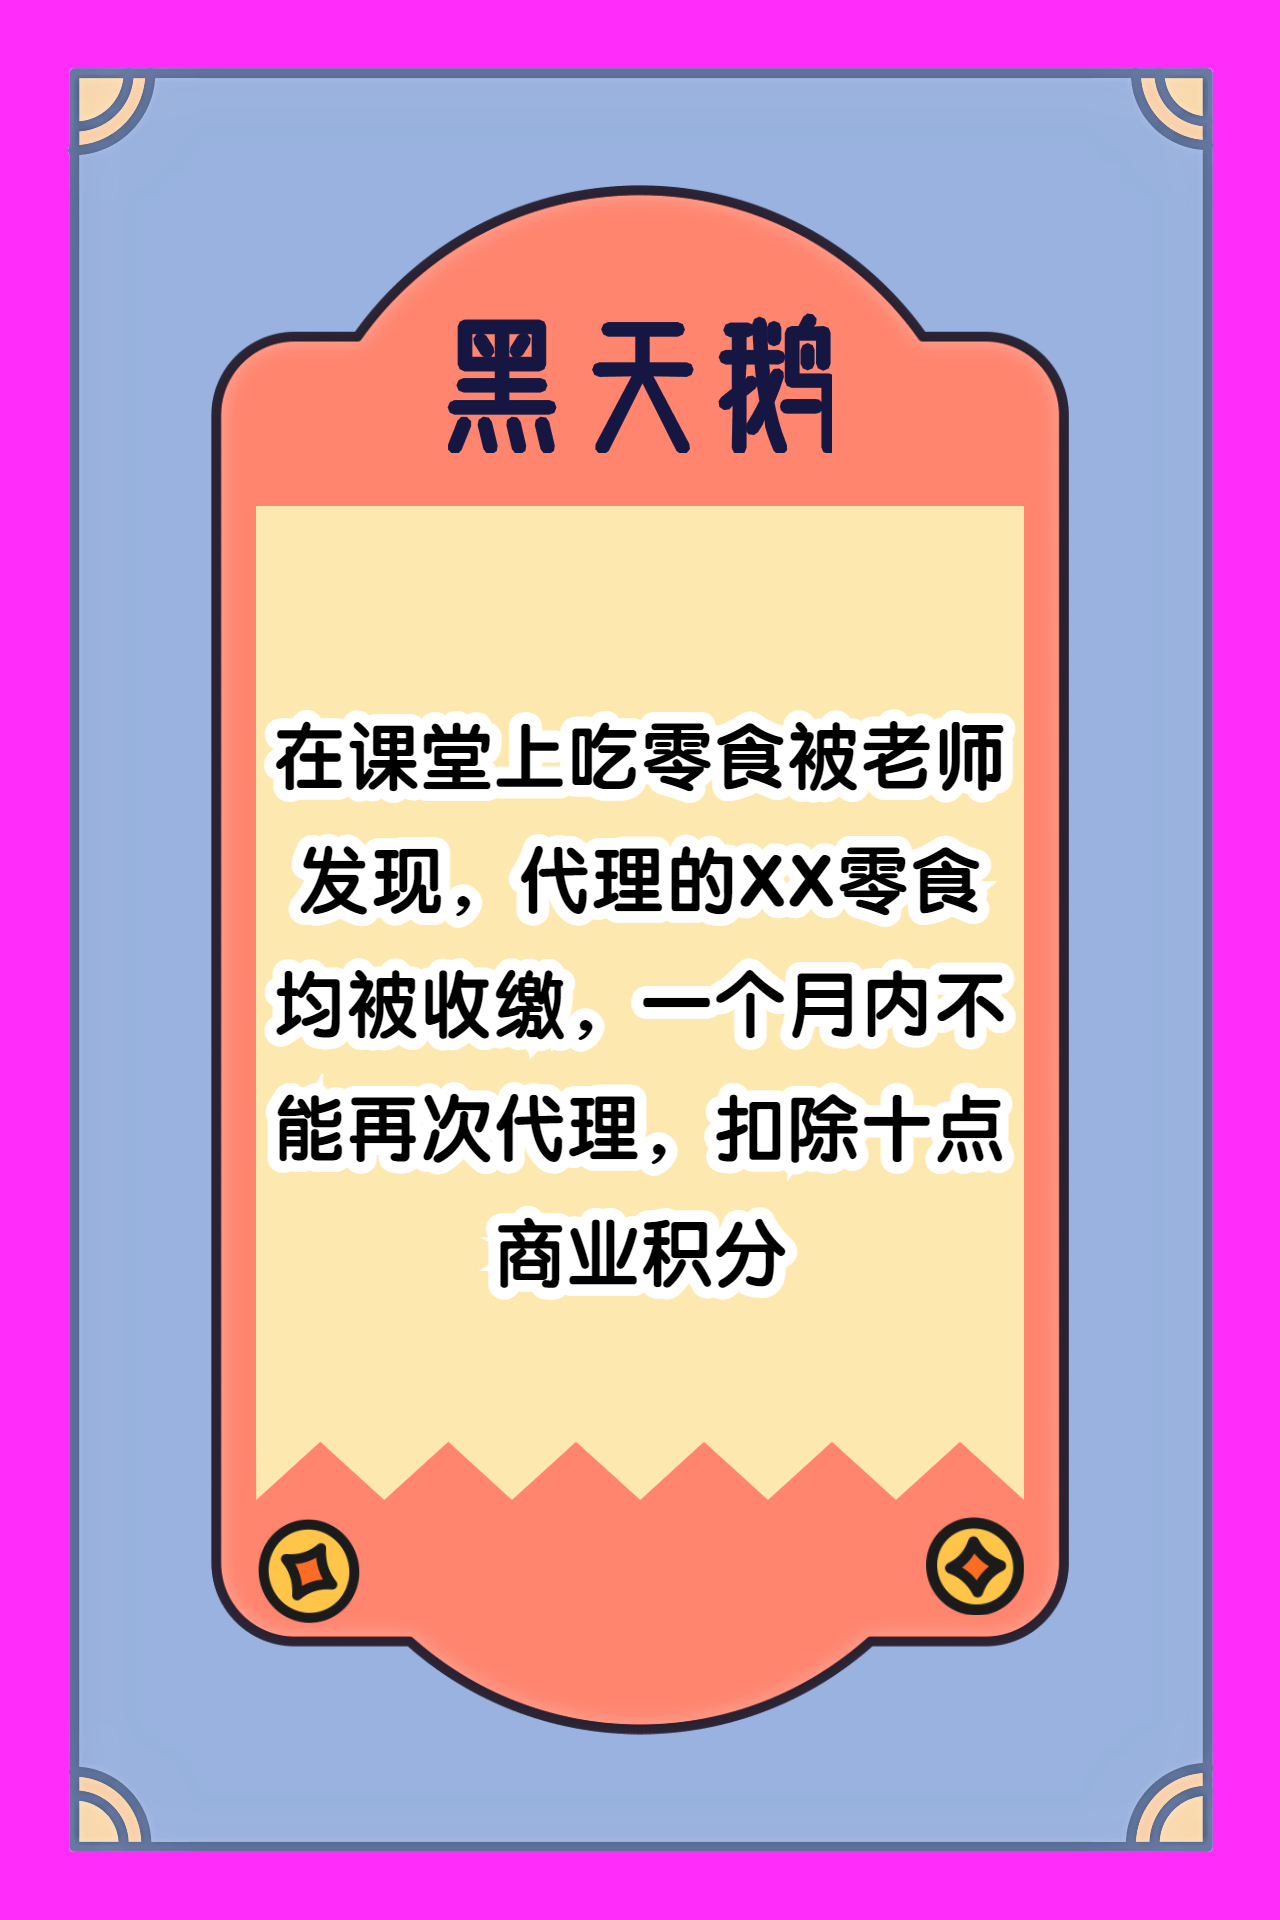 黑天鹅
在课堂上吃零食被老师
发现，代理的XX零食
均被收缴，一个月内不
能再次代理，扣除十点
商业积分